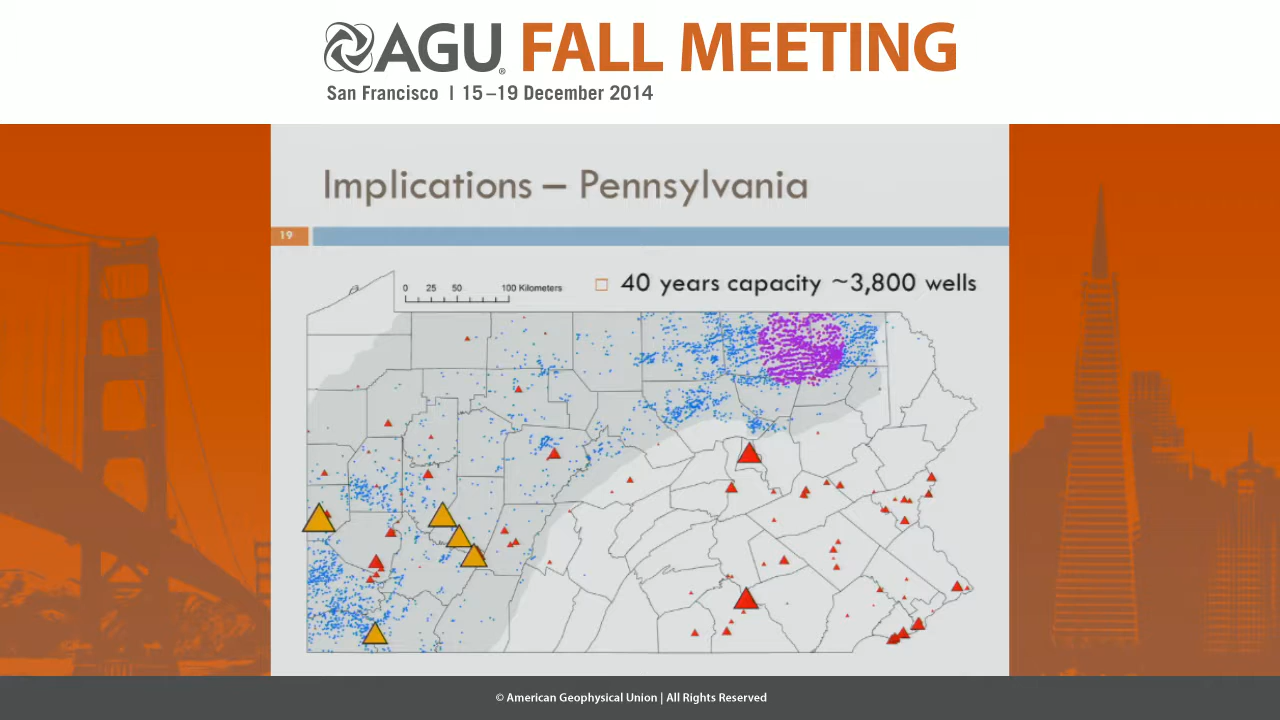 AGU® FALL MEETING
San Francisco | 15–19 December 2014
Implications – Pennsylvania
19
40 years capacity ~3,800 wells
0 25 50 100 Kilometers
© American Geophysical Union | All Rights Reserved